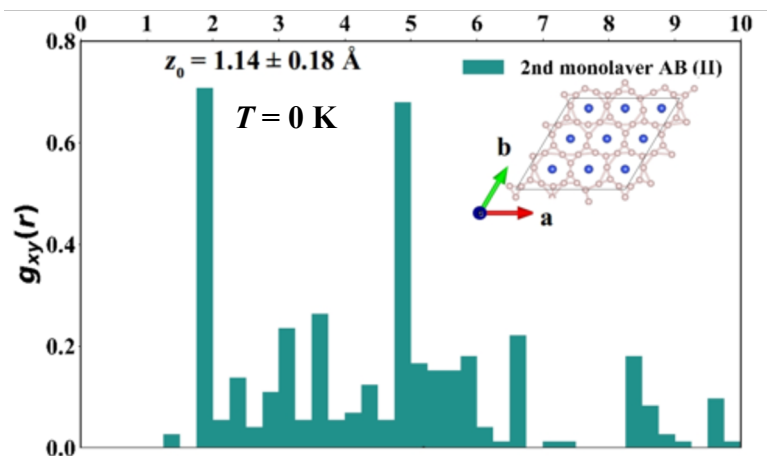 0 1 2 3 4 5 6 7 8 9 10
0.8
z₀ = 1.14 ± 0.18 Å
2nd monolaver AB (II)
T = 0 K
0.6
b
0.4
a
g_xy(r)
0.2
0.0